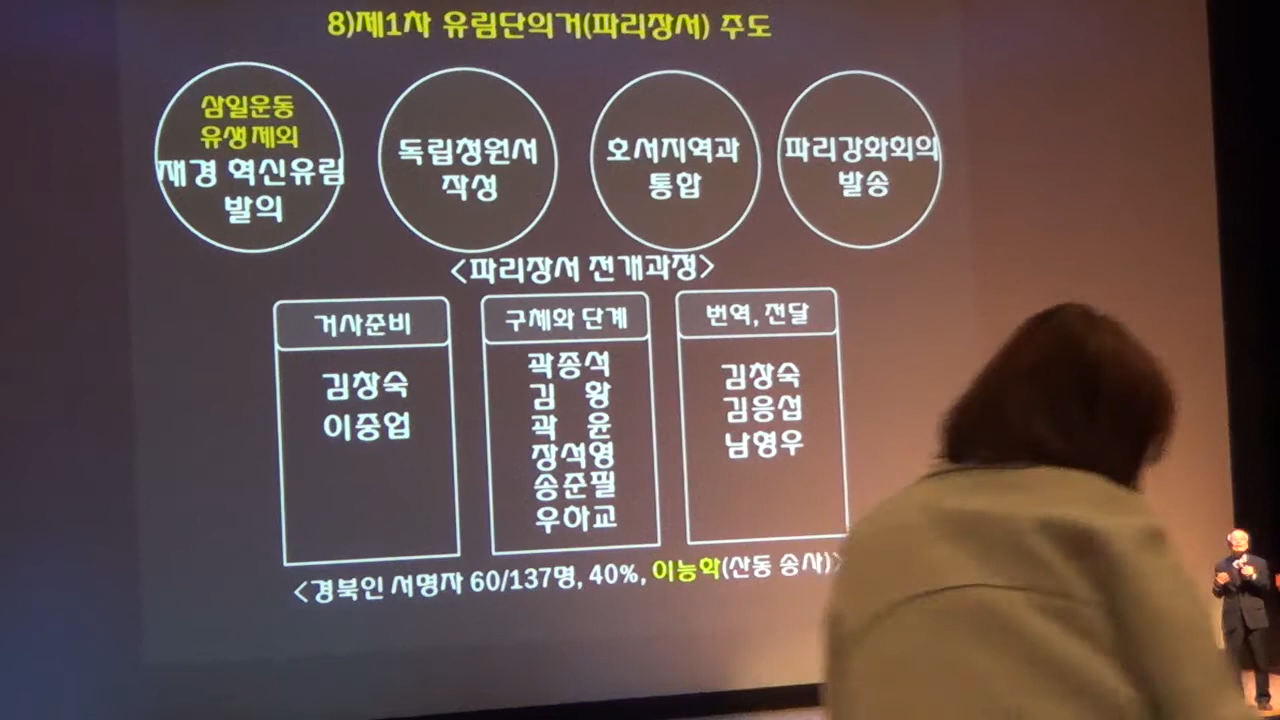 8)제1차 유림단의거(파리장서) 주도
삼일운동
유생제외
재경 혁신유림
발의
독립청원서
작성
호서지역과
통합
파리강화회의
발송
<파리장서 전개과정>
거사준비
김창숙
이중업
구체화 단계
곽종석
김 황
곽 윤
장석영
송준필
우하교
번역, 전달
김창숙
김응섭
남형우
<경북인 서명자 60/137명, 40%, 이능학(산동 송사)>